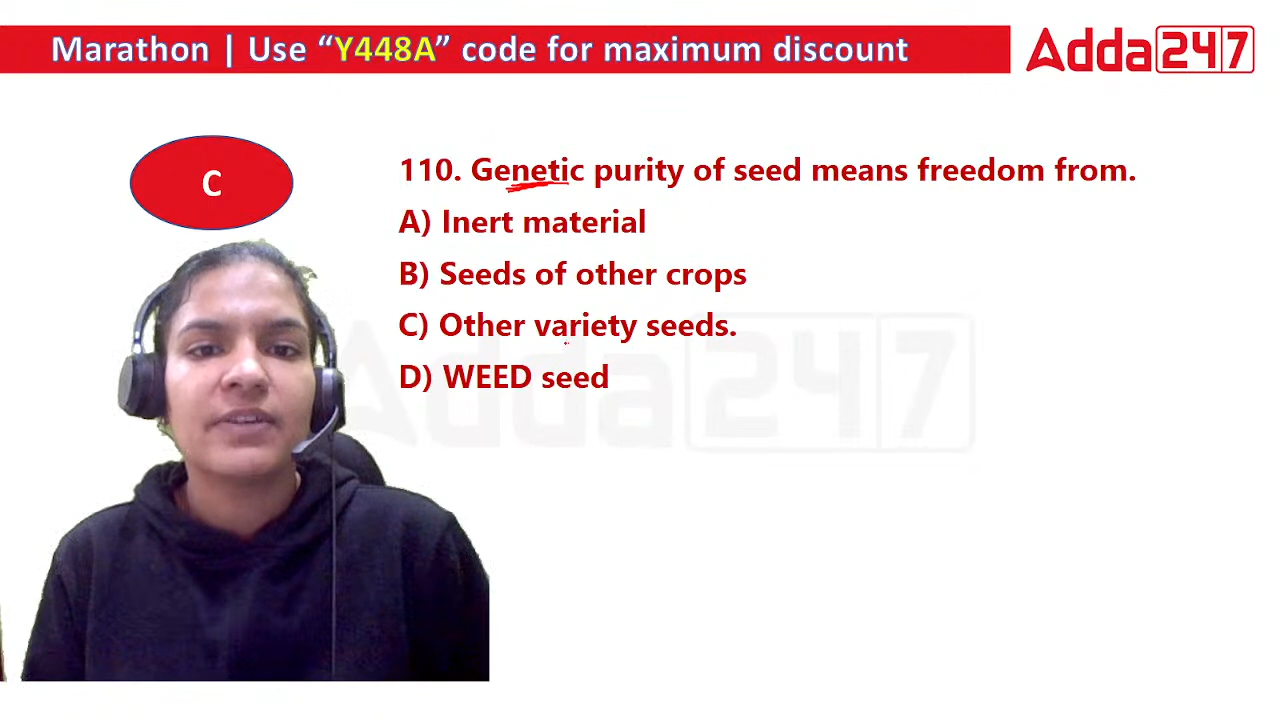 Marathon | Use “Y448A” code for maximum discount
Adda247
C
110. Genetic purity of seed means freedom from.
A) Inert material
B) Seeds of other crops
C) Other variety seeds.
D) WEED seed
Adda247